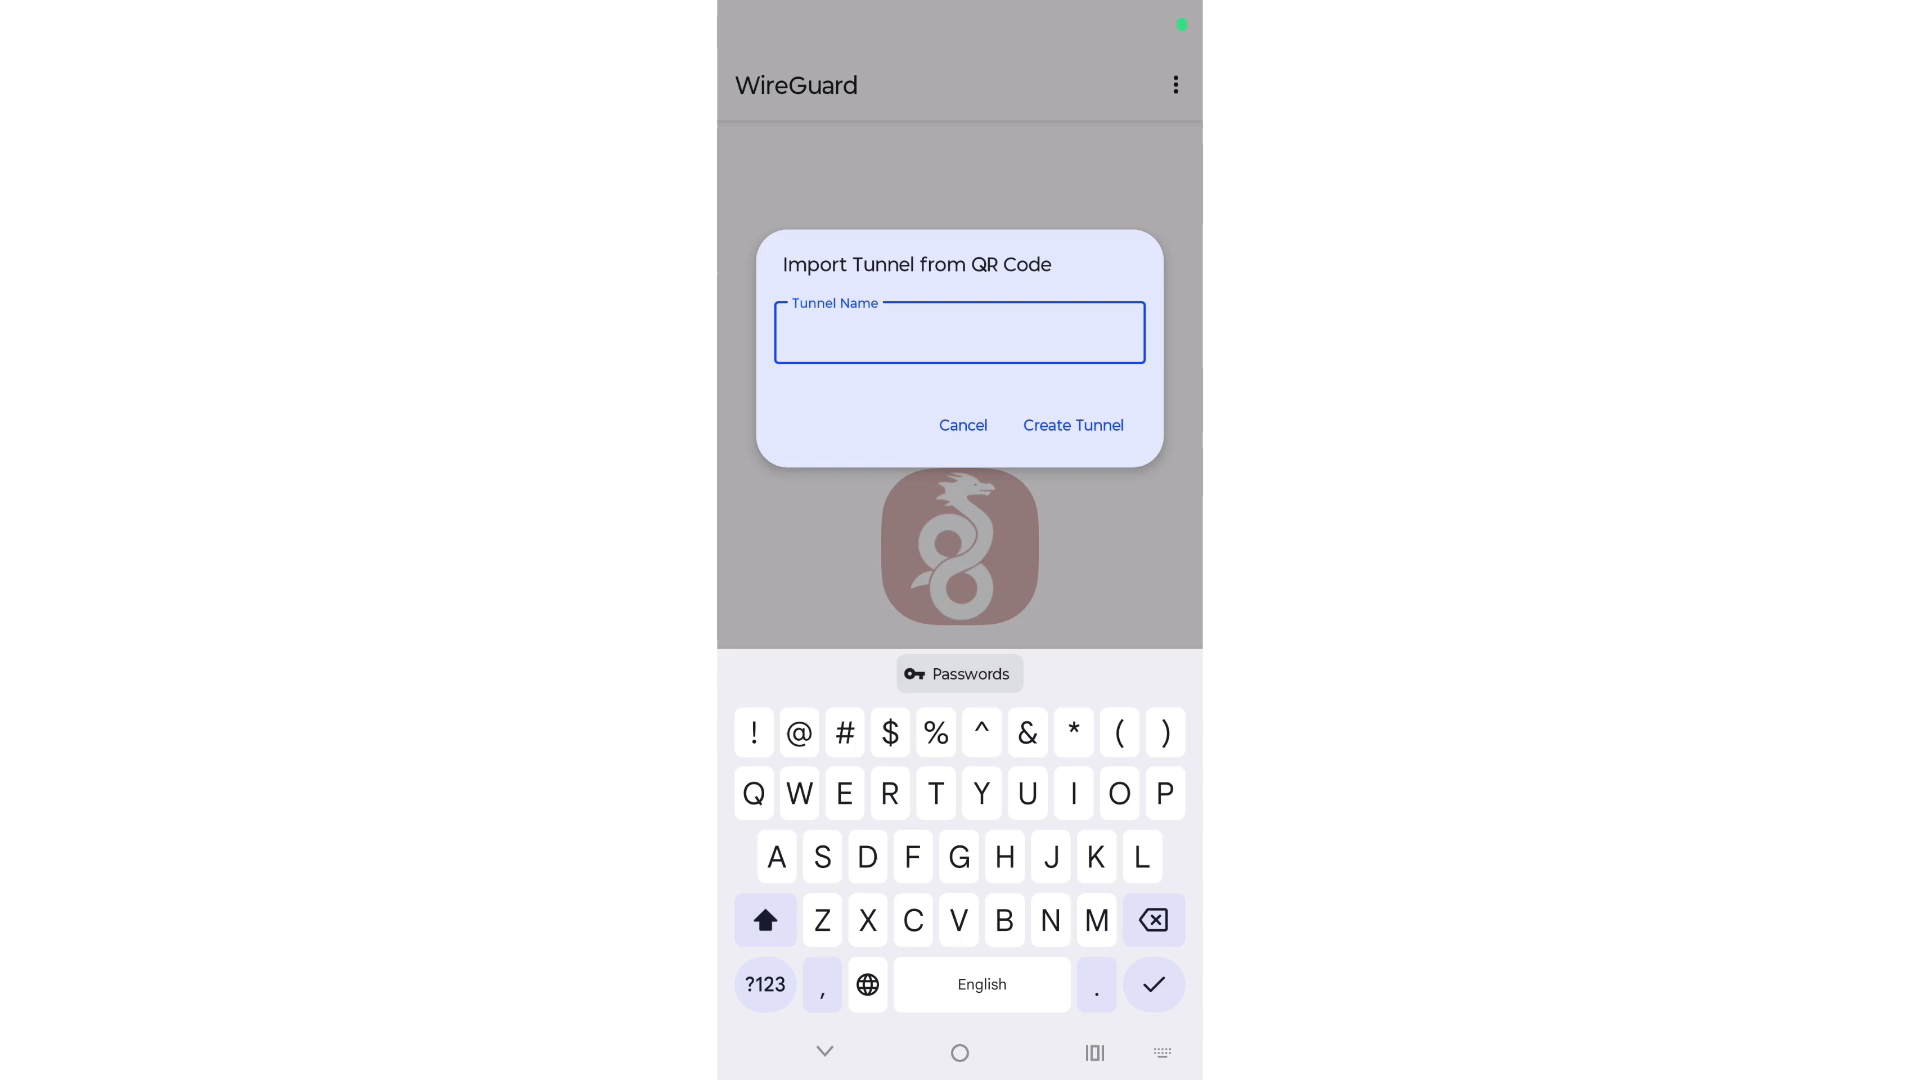 WireGuard
Import Tunnel from QR Code
Tunnel Name
Cancel Create Tunnel
Passwords
! @ # $ % ^ & * ( )
Q W E R T Y U I O P
A S D F G H J K L
Z X C V B N M
?123 , English .